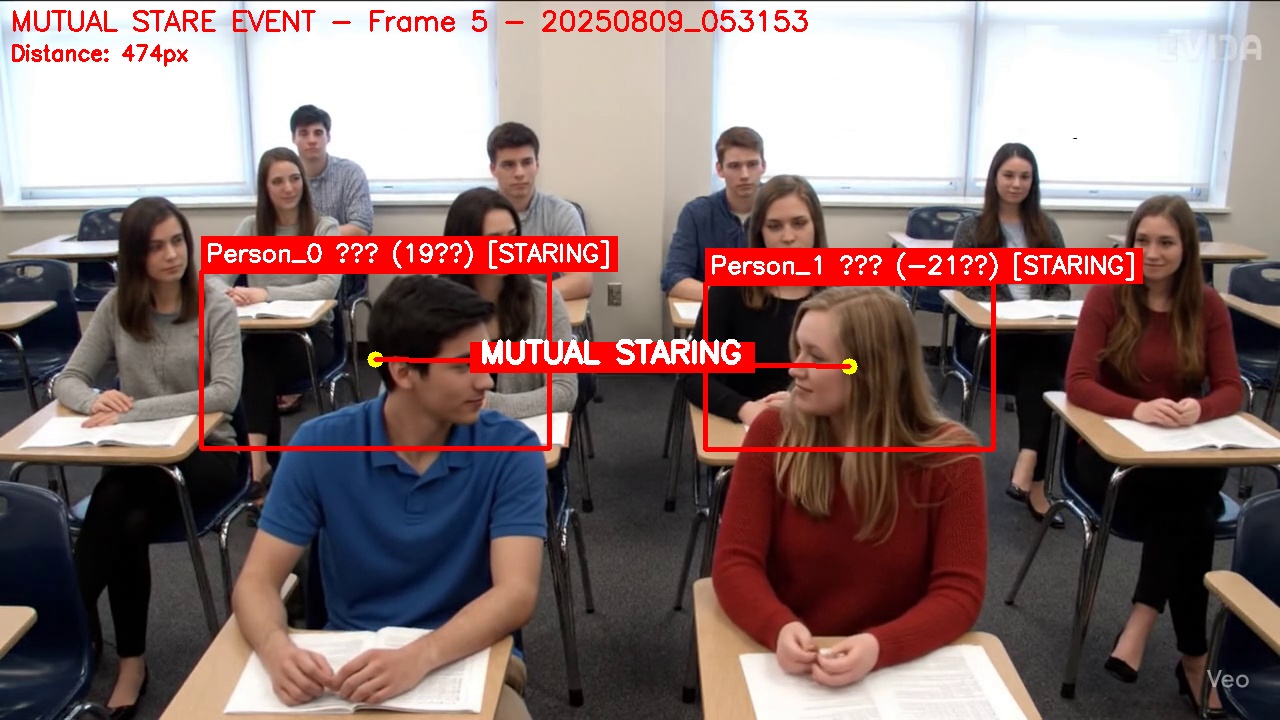 MUTUAL STARE EVENT - Frame 5 - 20250809_053153
Distance: 474px
Person_0 ??? (19??) [STARING]
Person_1 ??? (-21??) [STARING]
MUTUAL STARING
Veo